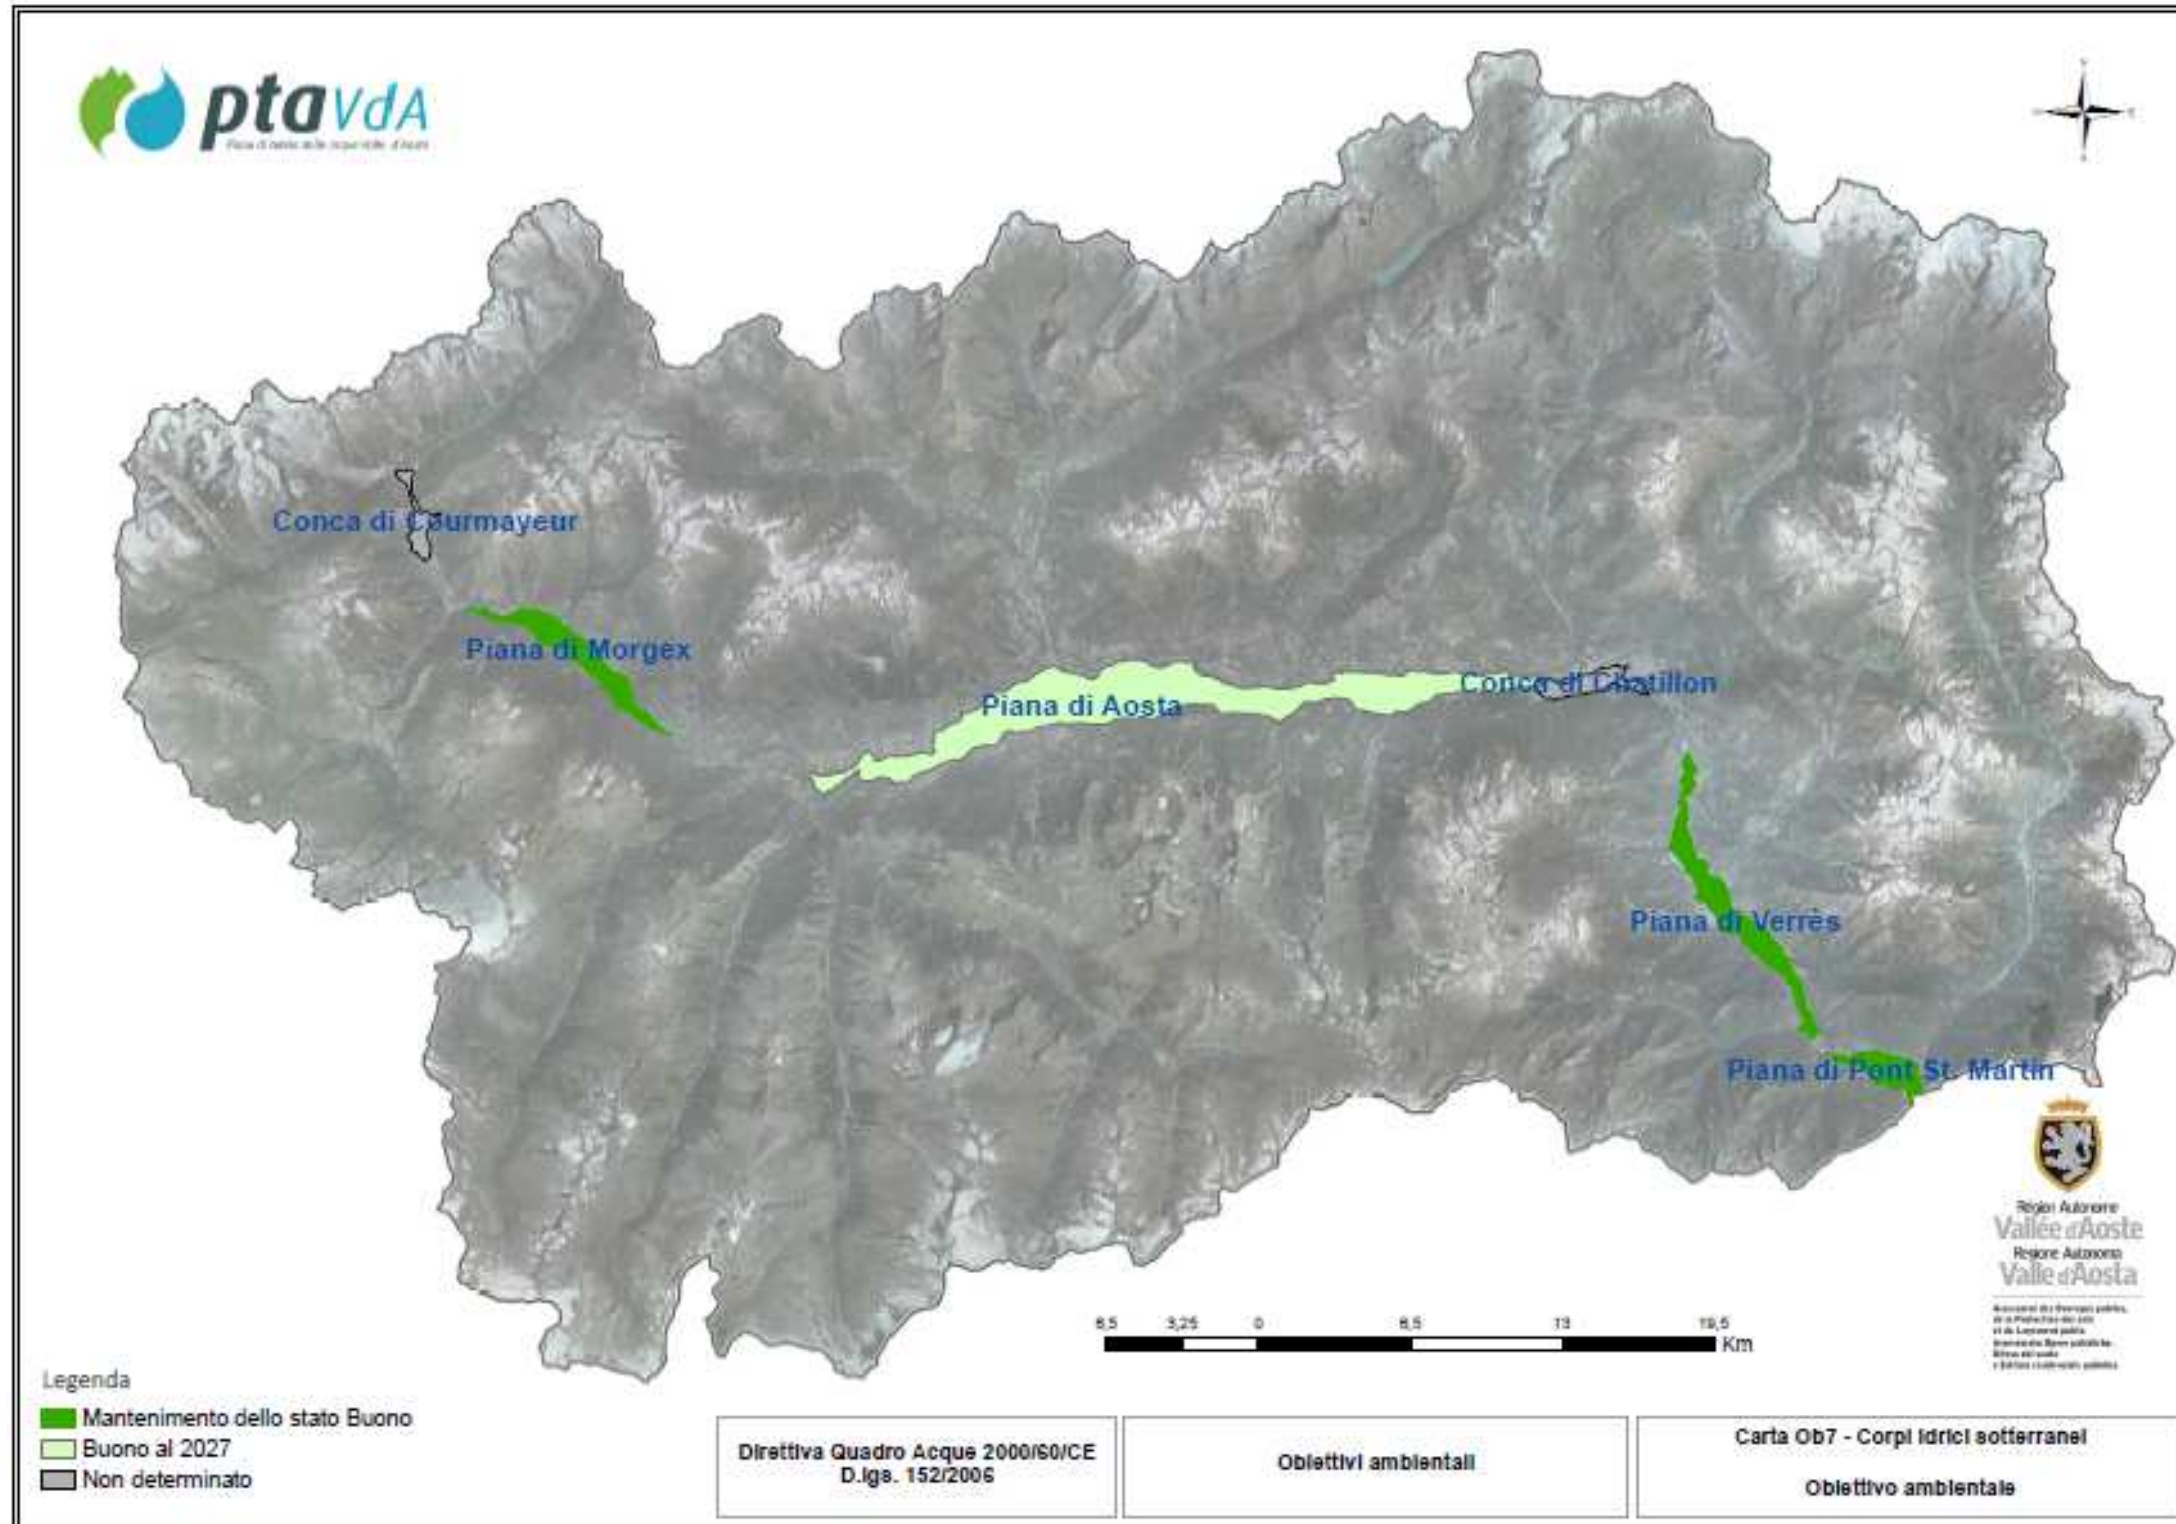 ptaVdA
Conca di Courmayeur
Piana di Morgex
Piana di Aosta
Conca di Chatillon
Piana di Verrès
Piana di Pont St. Martin
Région Autonome
Vallée d'Aoste
Regione Autonoma
Valle d'Aosta
6,5 3,25 0 6,5 13 19,5
Km
Legenda
Mantenimento dello stato Buono
Buono al 2027
Non determinato
Direttiva Quadro Acque 2000/60/CE
D.lgs. 152/2006
Obiettivi ambientali
Carta Ob7 - Corpi idrici sotterranei
Obiettivo ambientale